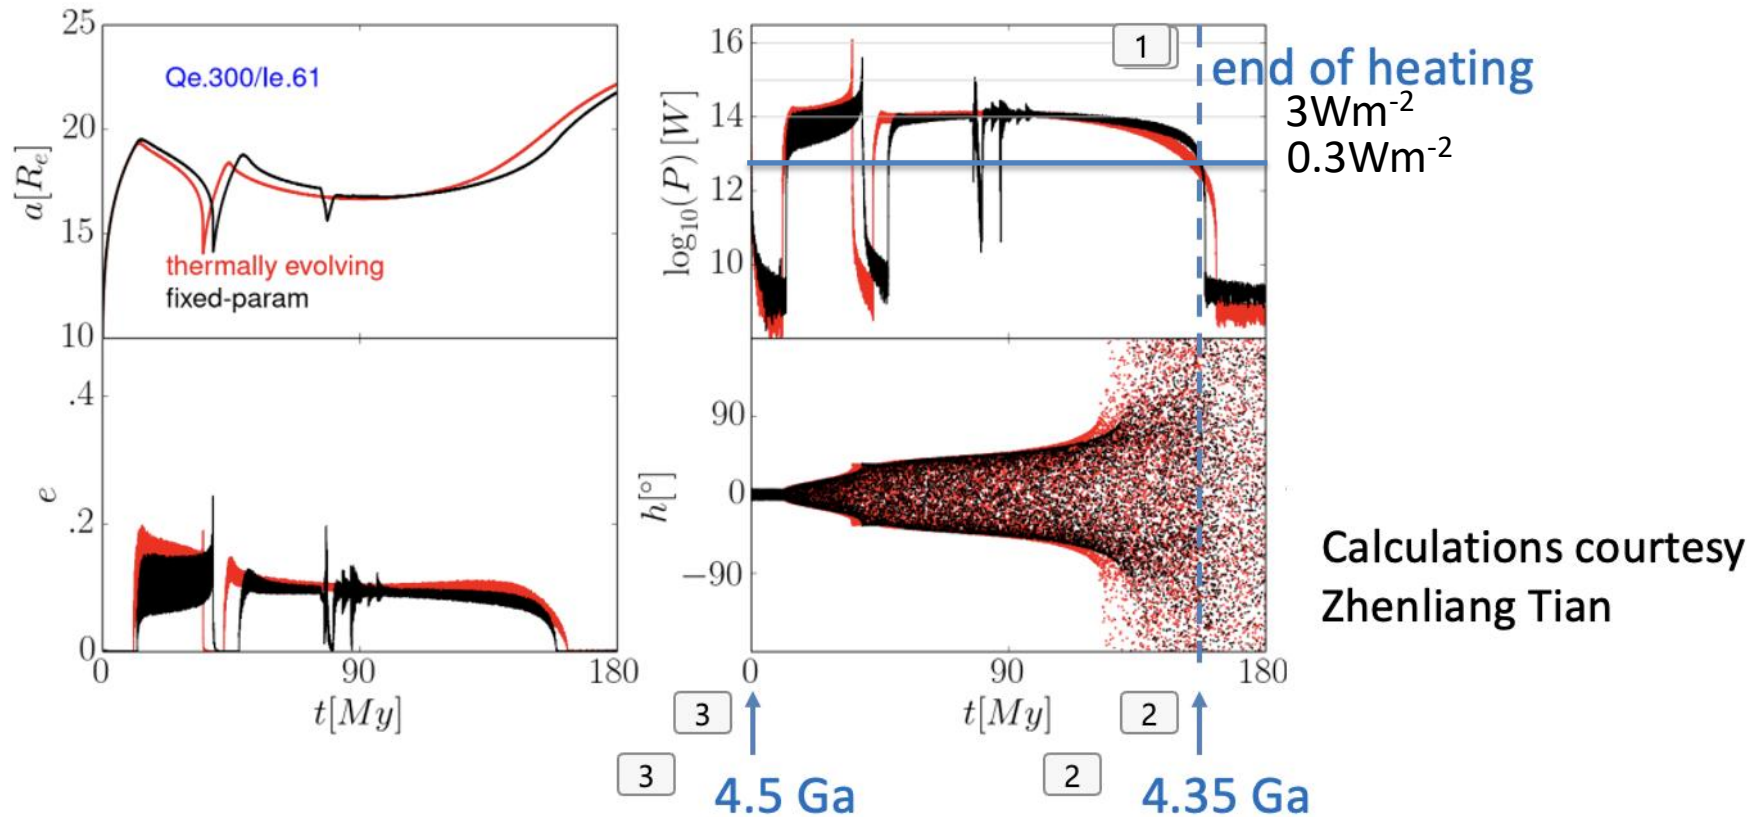 25
20
15
10
a[Re]
Qe.300/Ie.61
thermally evolving
fixed-param
.4
.2
0
e
0
90
180
t[My]
16
14
12
10
log10(P) [W]
1
end of heating
3Wm-2
0.3Wm-2
90
0
−90
h[°]
0
90
180
t[My]
3
2
3
2
4.5 Ga
4.35 Ga
Calculations courtesy
Zhenliang Tian